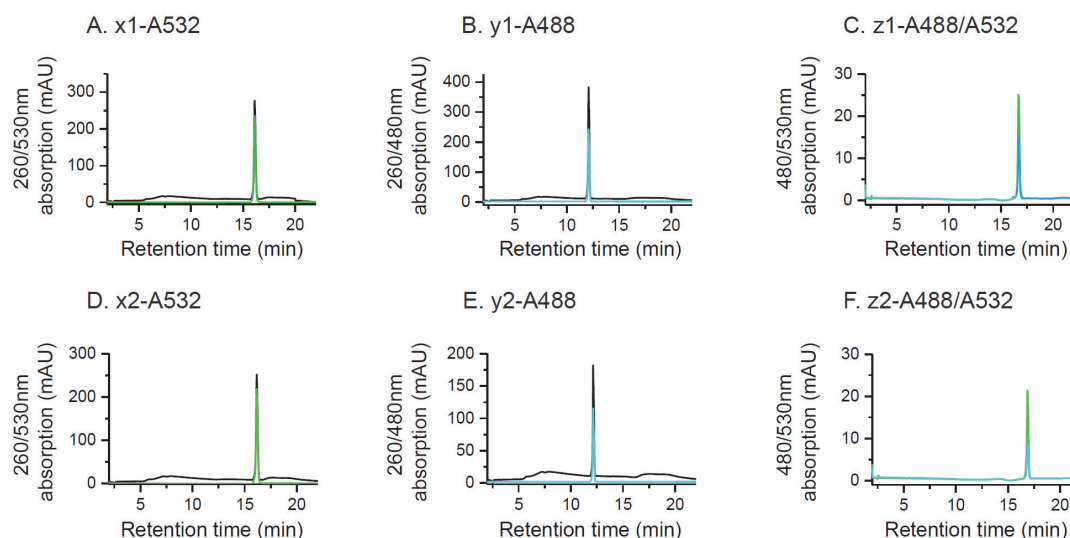 A. x1-A532
260/530nm
absorption (mAU)
300
200
100
0
5 10 15 20
Retention time (min)
B. y1-A488
260/480nm
absorption (mAU)
400
300
200
100
0
5 10 15 20
Retention time (min)
C. z1-A488/A532
480/530nm
absorption (mAU)
30
20
10
0
5 10 15 20
Retention time (min)
D. x2-A532
260/530nm
absorption (mAU)
300
200
100
0
5 10 15 20
Retention time (min)
E. y2-A488
260/480nm
absorption (mAU)
200
150
100
50
0
5 10 15 20
Retention time (min)
F. z2-A488/A532
480/530nm
absorption (mAU)
30
20
10
0
5 10 15 20
Retention time (min)